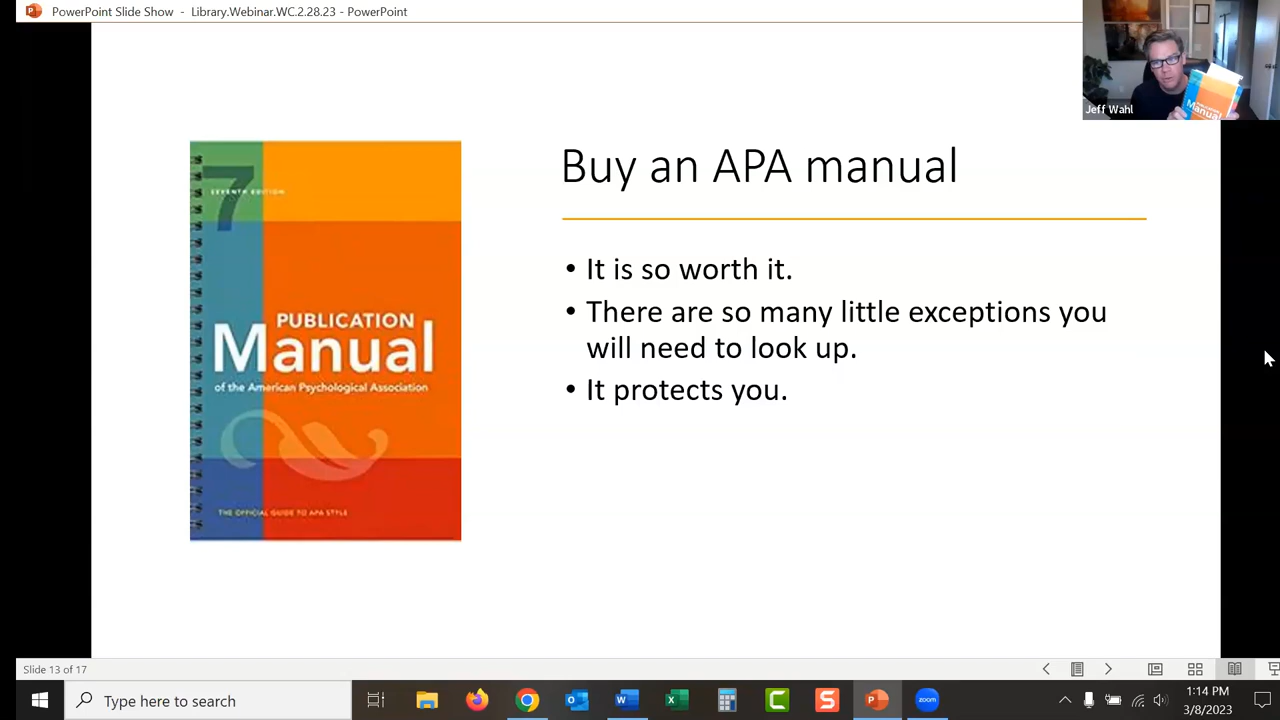 PowerPoint Slide Show - Library.Webinar.WC.2.28.23 - PowerPoint
Jeff Wahl
Manual
7
SEVENTH EDITION
PUBLICATION
Manual
of the American Psychological Association
THE OFFICIAL GUIDE TO APA STYLE
Buy an APA manual
• It is so worth it.
• There are so many little exceptions you
will need to look up.
• It protects you.
Slide 13 of 17
Type here to search
zoom
1:14 PM
3/8/2023